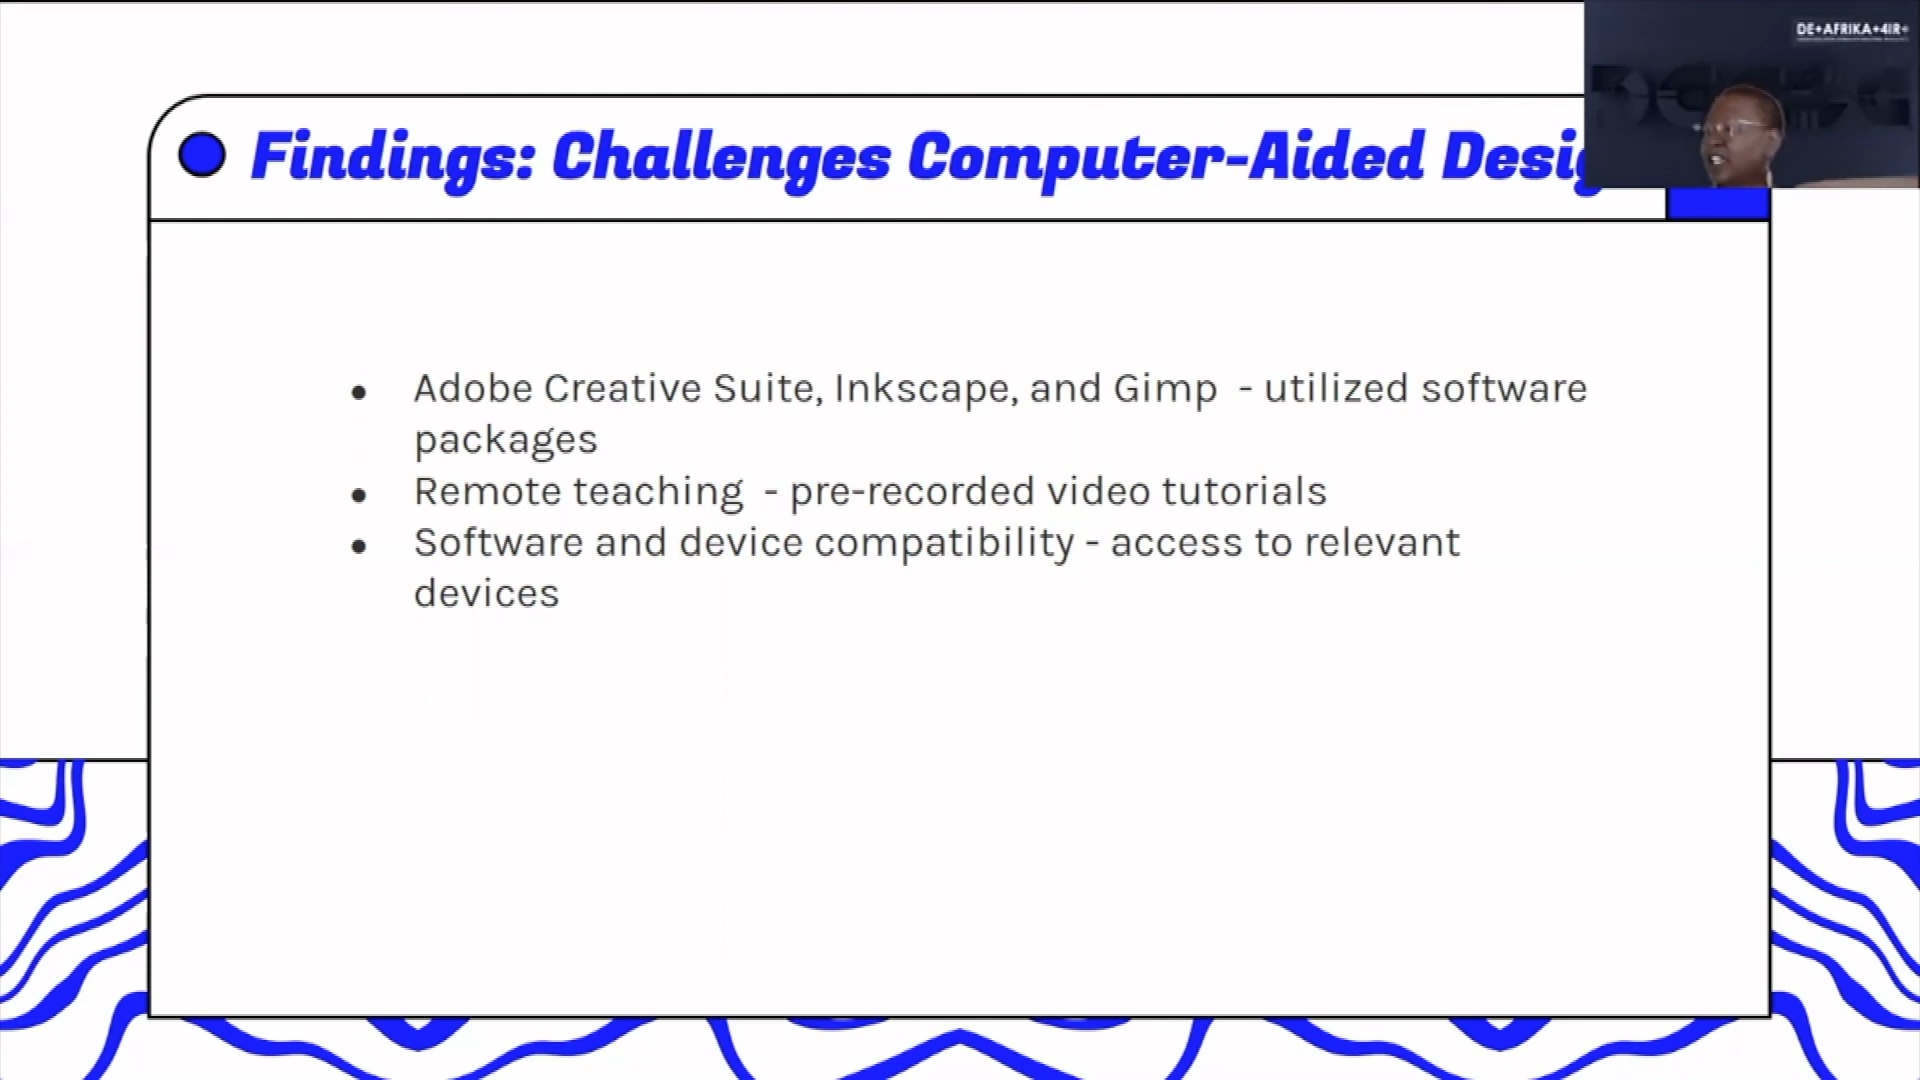 DE+AFRIKA+4IR+
Findings: Challenges Computer-Aided Desig
● Adobe Creative Suite, Inkscape, and Gimp - utilized software
packages
● Remote teaching - pre-recorded video tutorials
● Software and device compatibility - access to relevant
devices